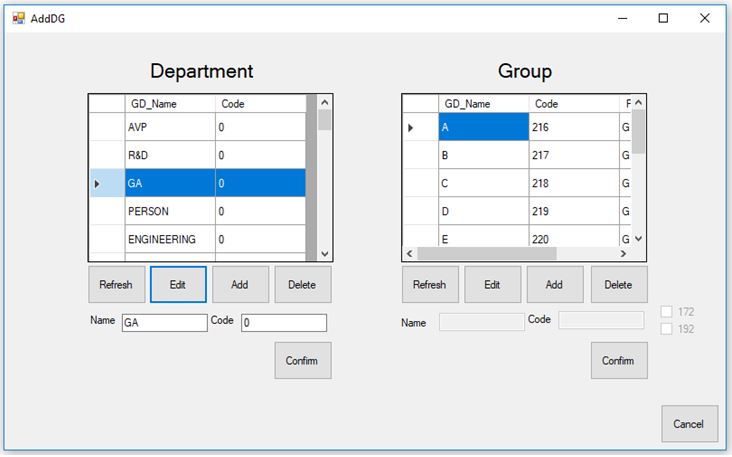 AddDG
Department
GD_Name Code
AVP 0
R&D 0
GA 0
PERSON 0
ENGINEERING 0
Refresh Edit Add Delete
Name GA Code 0
Confirm
Group
GD_Name Code
A 216 G
B 217 G
C 218 G
D 219 G
E 220 G
Refresh Edit Add Delete
Name Code
172
192
Confirm
Cancel